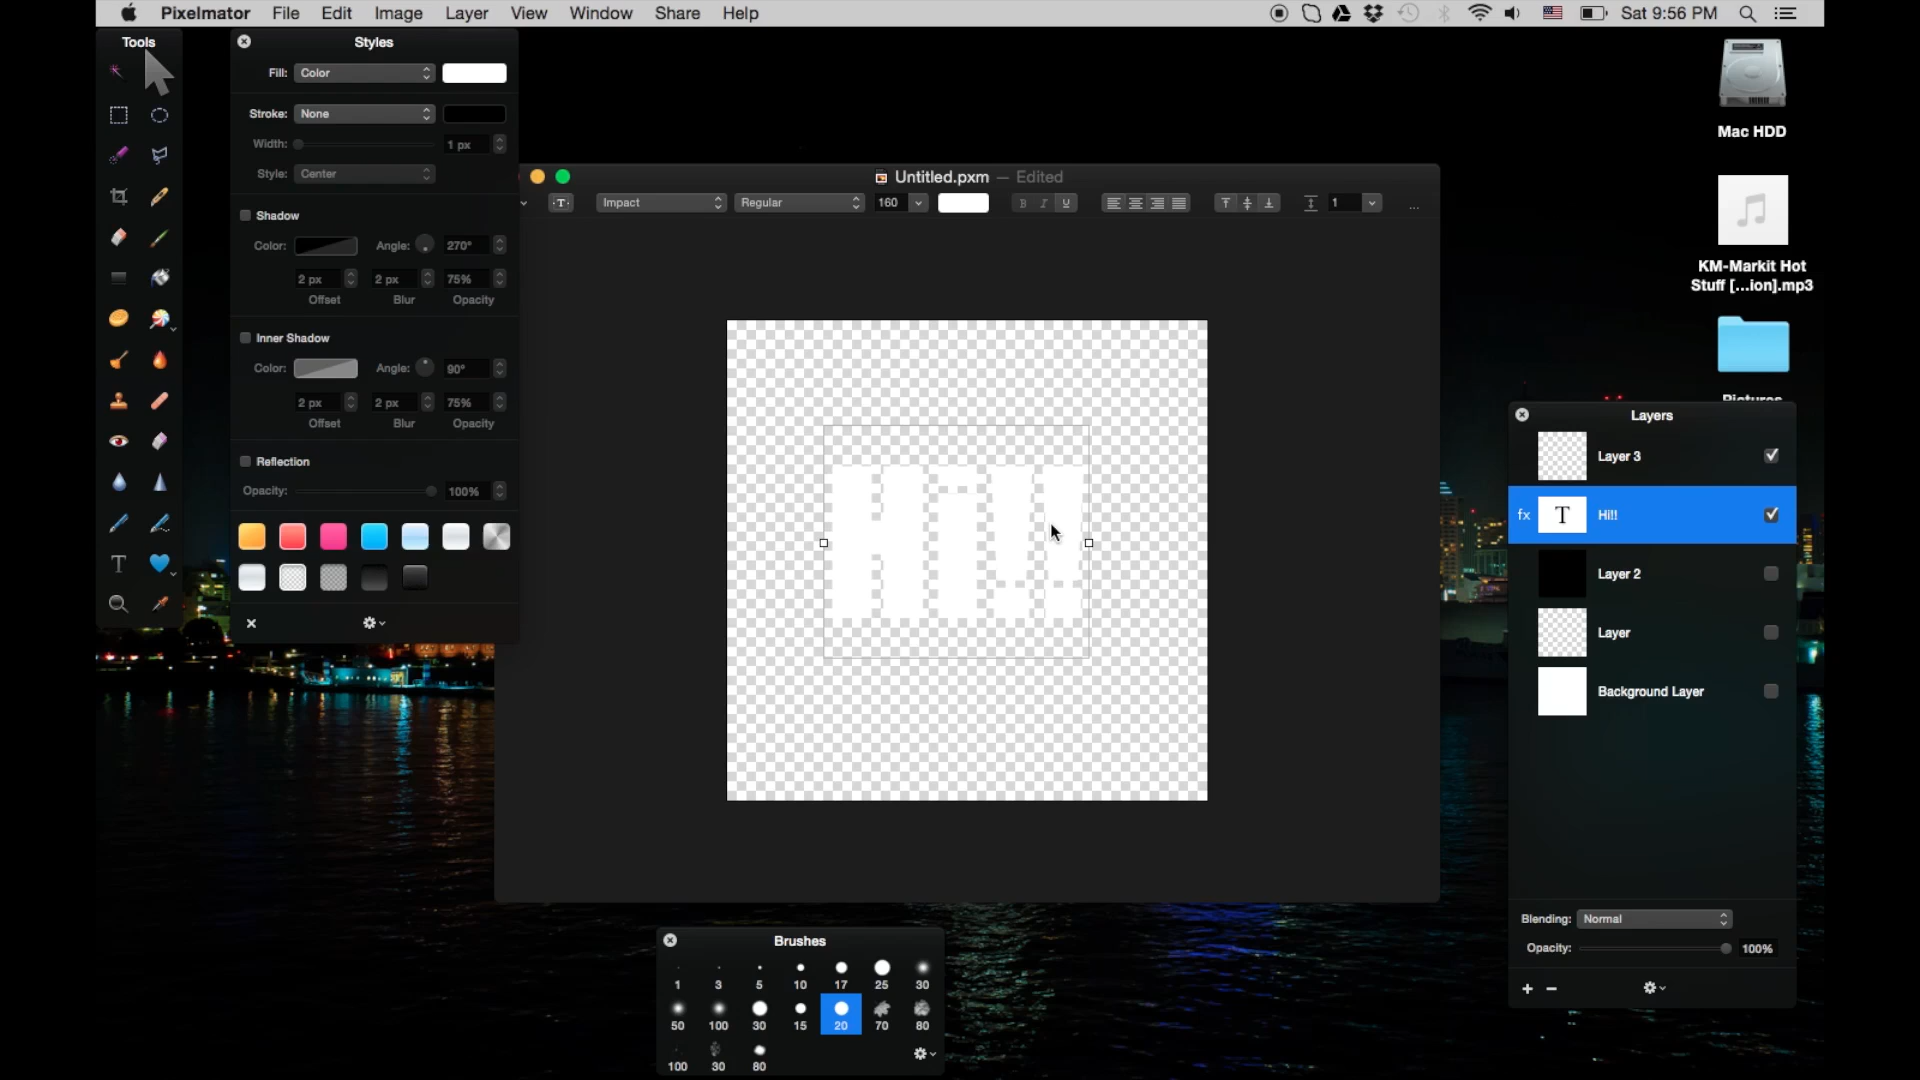 Pixelmator File Edit Image Layer View Window Share Help
Sat 9:56 PM
Tools
Styles
Fill: Color
Stroke: None
Width: 1 px
Style: Center
Shadow
Color: Angle: 270°
2 px 2 px 75%
Offset Blur Opacity
Inner Shadow
Color: Angle: 90°
2 px 2 px 75%
Offset Blur Opacity
Reflection
Opacity: 100%
T
Untitled.pxm — Edited
T Impact Regular 160 B I U 1 ...
Hi!!
Mac HDD
KM-Markit Hot
Stuff [...ion].mp3
Pictures
Layers
Layer 3
fx T Hi!!
Layer 2
Layer
Background Layer
Blending: Normal
Opacity: 100%
Brushes
1 3 5 10 17 25 30
50 100 30 15 20 70 80
100 30 80